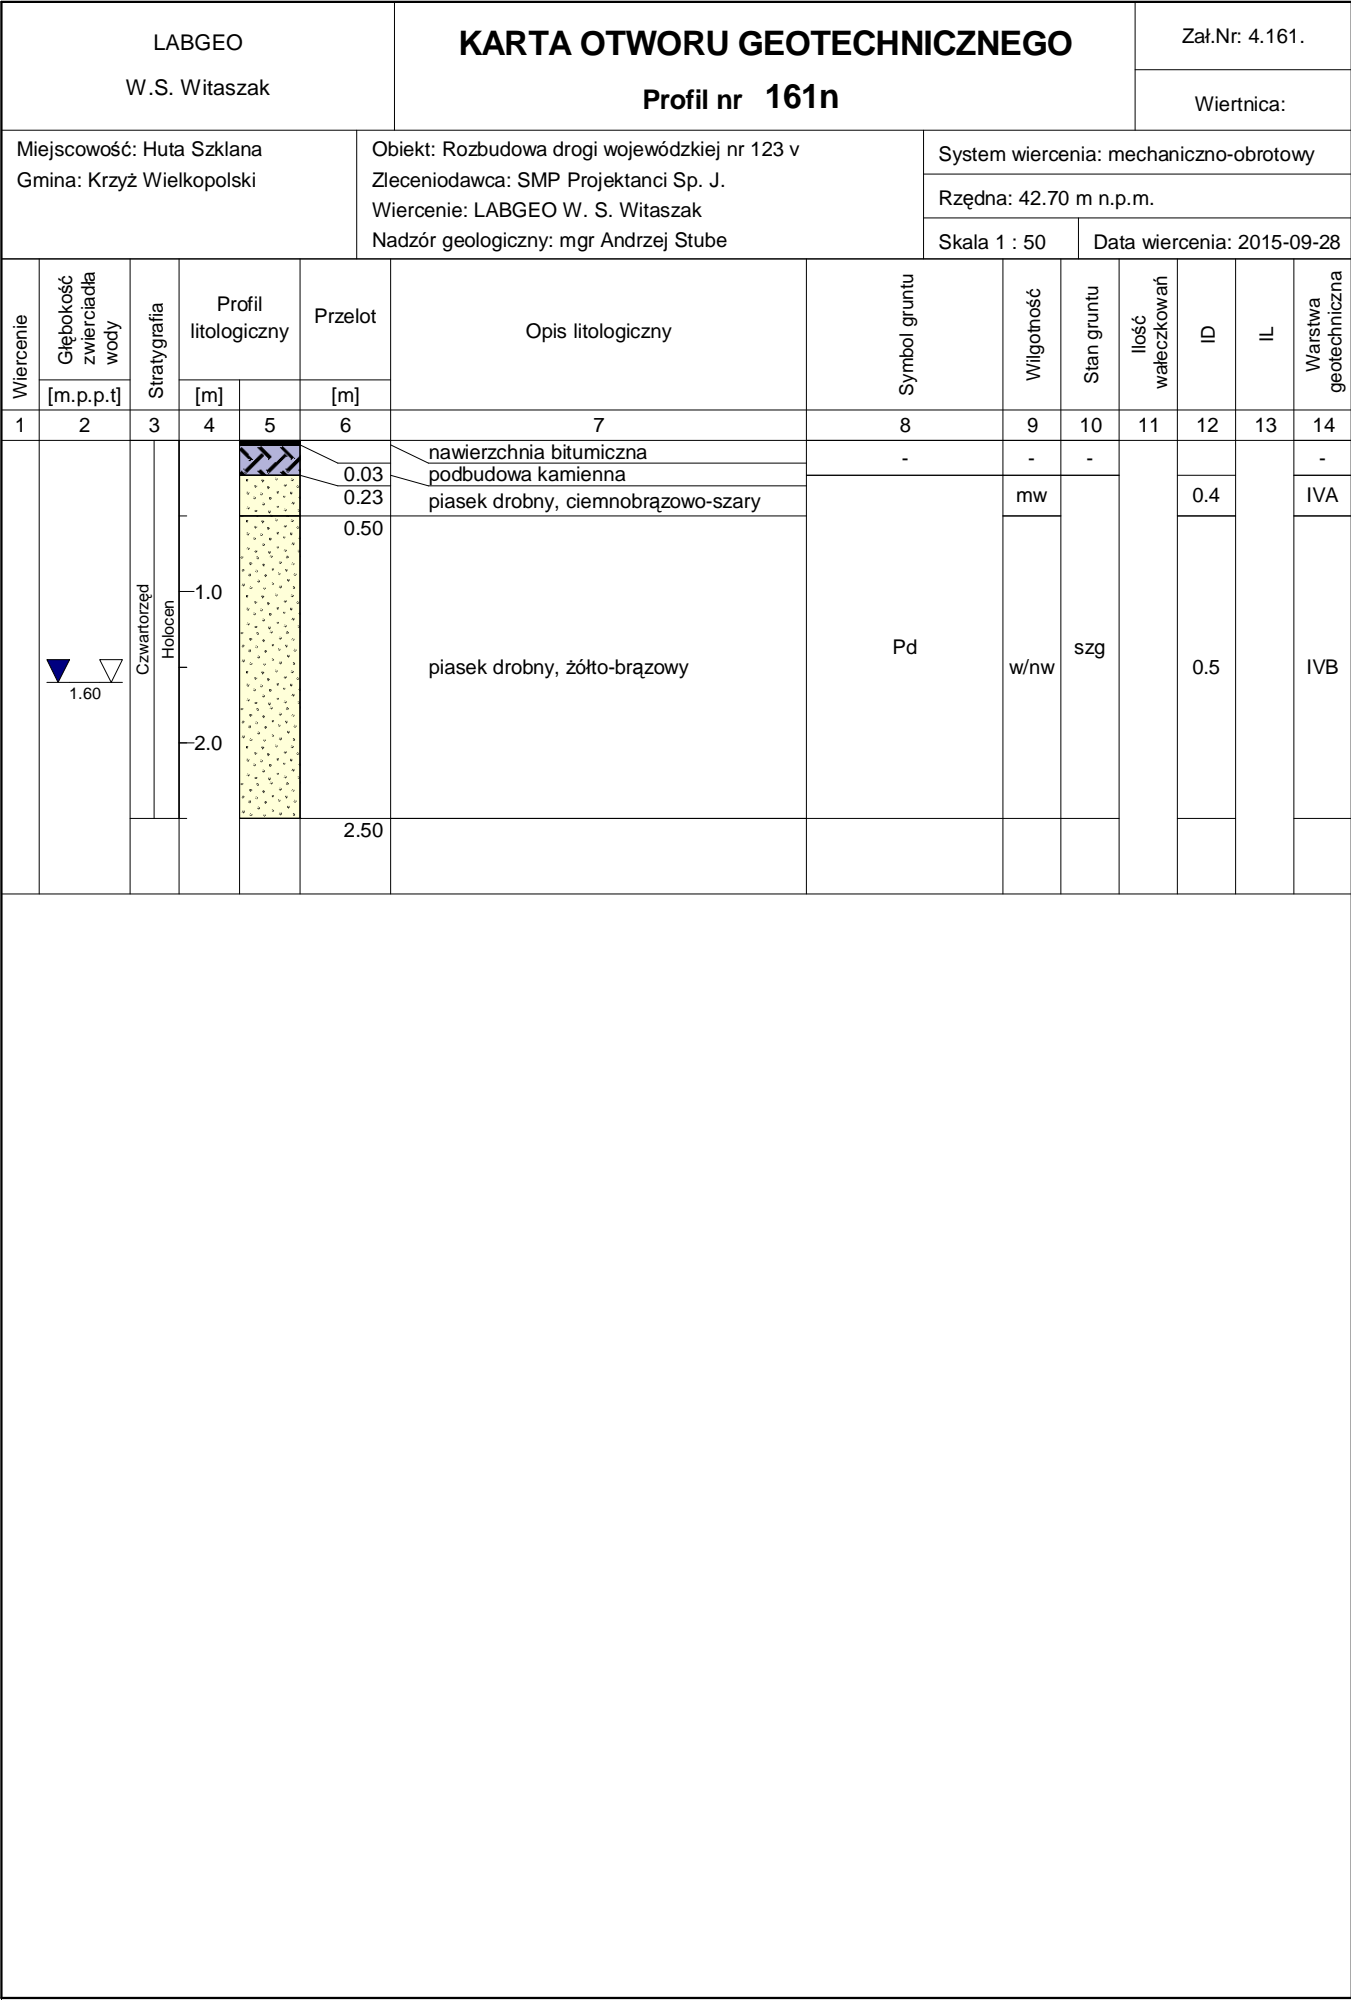 LABGEO
W.S. Witaszak
KARTA OTWORU GEOTECHNICZNEGO
Profil nr 161n
Zał.Nr: 4.161.
Wiertnica:
Miejscowość: Huta Szklana
Gmina: Krzyż Wielkopolski
Obiekt: Rozbudowa drogi wojewódzkiej nr 123 v
Zleceniodawca: SMP Projektanci Sp. J.
Wiercenie: LABGEO W. S. Witaszak
Nadzór geologiczny: mgr Andrzej Stube
System wiercenia: mechaniczno-obrotowy
Rzędna: 42.70 m n.p.m.
Skala 1 : 50
Data wiercenia: 2015-09-28
Wiercenie
Głębokość
zwierciadła
wody
[m.p.p.t]
Stratygrafia
Profil
litologiczny
[m]
Przelot
[m]
Opis litologiczny
Symbol gruntu
Wilgotność
Stan gruntu
Ilość
wałeczkowań
ID
IL
Warstwa
geotechniczna
1 2 3 4 5 6 7 8 9 10 11 12 13 14
nawierzchnia bitumiczna
- - - -
0.03 podbudowa kamienna
0.23 piasek drobny, ciemnobrązowo-szary
mw 0.4 IVA
0.50
Czwartorzęd
Holocen
1.0
1.60
piasek drobny, żółto-brązowy
Pd
w/nw
szg
0.5
IVB
2.0
2.50